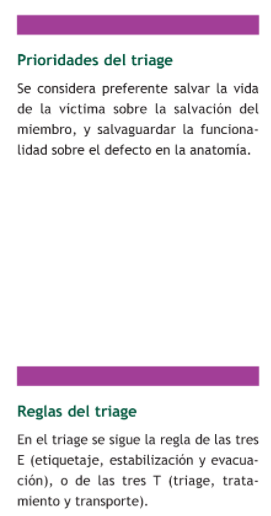 Prioridades del triage
Se considera preferente salvar la vida
de la víctima sobre la salvación del
miembro, y salvaguardar la funciona-
lidad sobre el defecto en la anatomía.
Reglas del triage
En el triage se sigue la regla de las tres
E (etiquetaje, estabilización y evacua-
ción), o de las tres T (triage, trata-
miento y transporte).